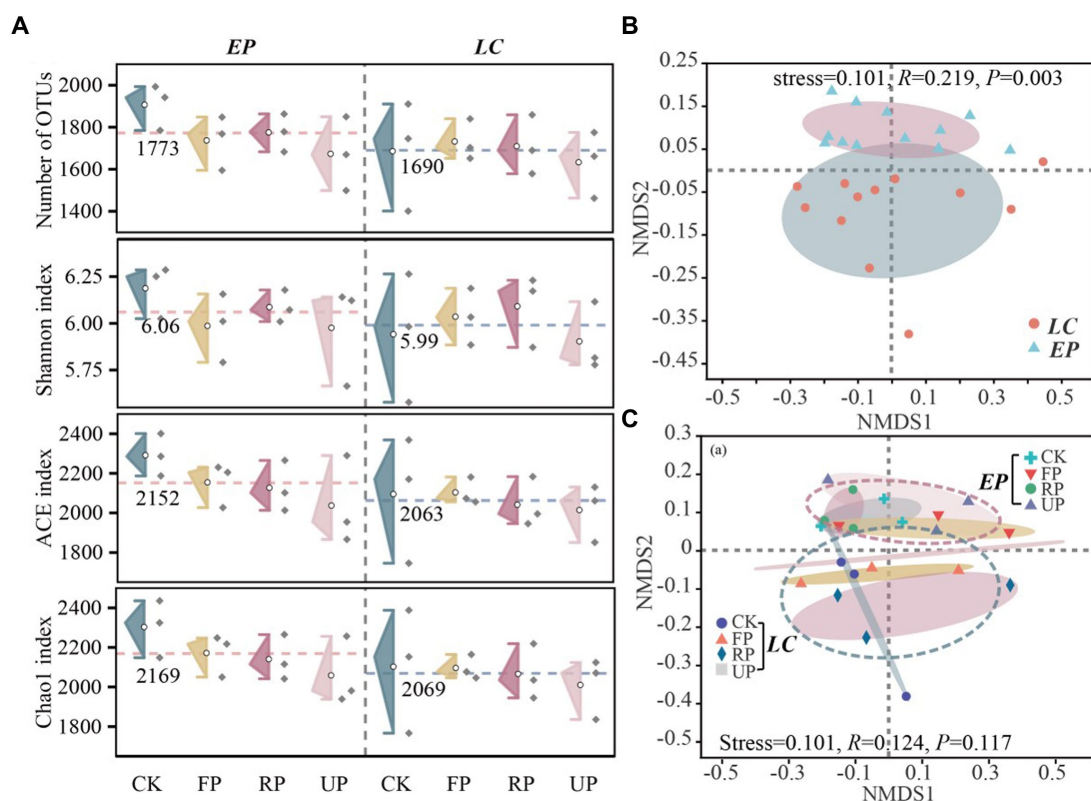 A
EP LC
Number of OTUs
2000
1800
1600
1400
1773
1690
Shannon index
6.25
6.00
5.75
6.06
5.99
ACE index
2400
2200
2000
1800
2152
2063
Chao1 index
2400
2200
2000
1800
2169
2069
CK FP RP UP CK FP RP UP
B
stress=0.101, R=0.219, P=0.003
NMDS2
0.25
0.15
0.05
-0.05
-0.15
-0.25
-0.35
-0.45
LC
EP
-0.5 -0.3 -0.1 0.1 0.3 0.5
NMDS1
C
(a)
NMDS2
0.3
0.2
0.1
0
-0.1
-0.2
-0.3
-0.4
-0.5
EP
CK
FP
RP
UP
CK
FP
RP
UP
LC
Stress=0.101, R=0.124, P=0.117
-0.5 -0.3 -0.1 0.1 0.3 0.5
NMDS1